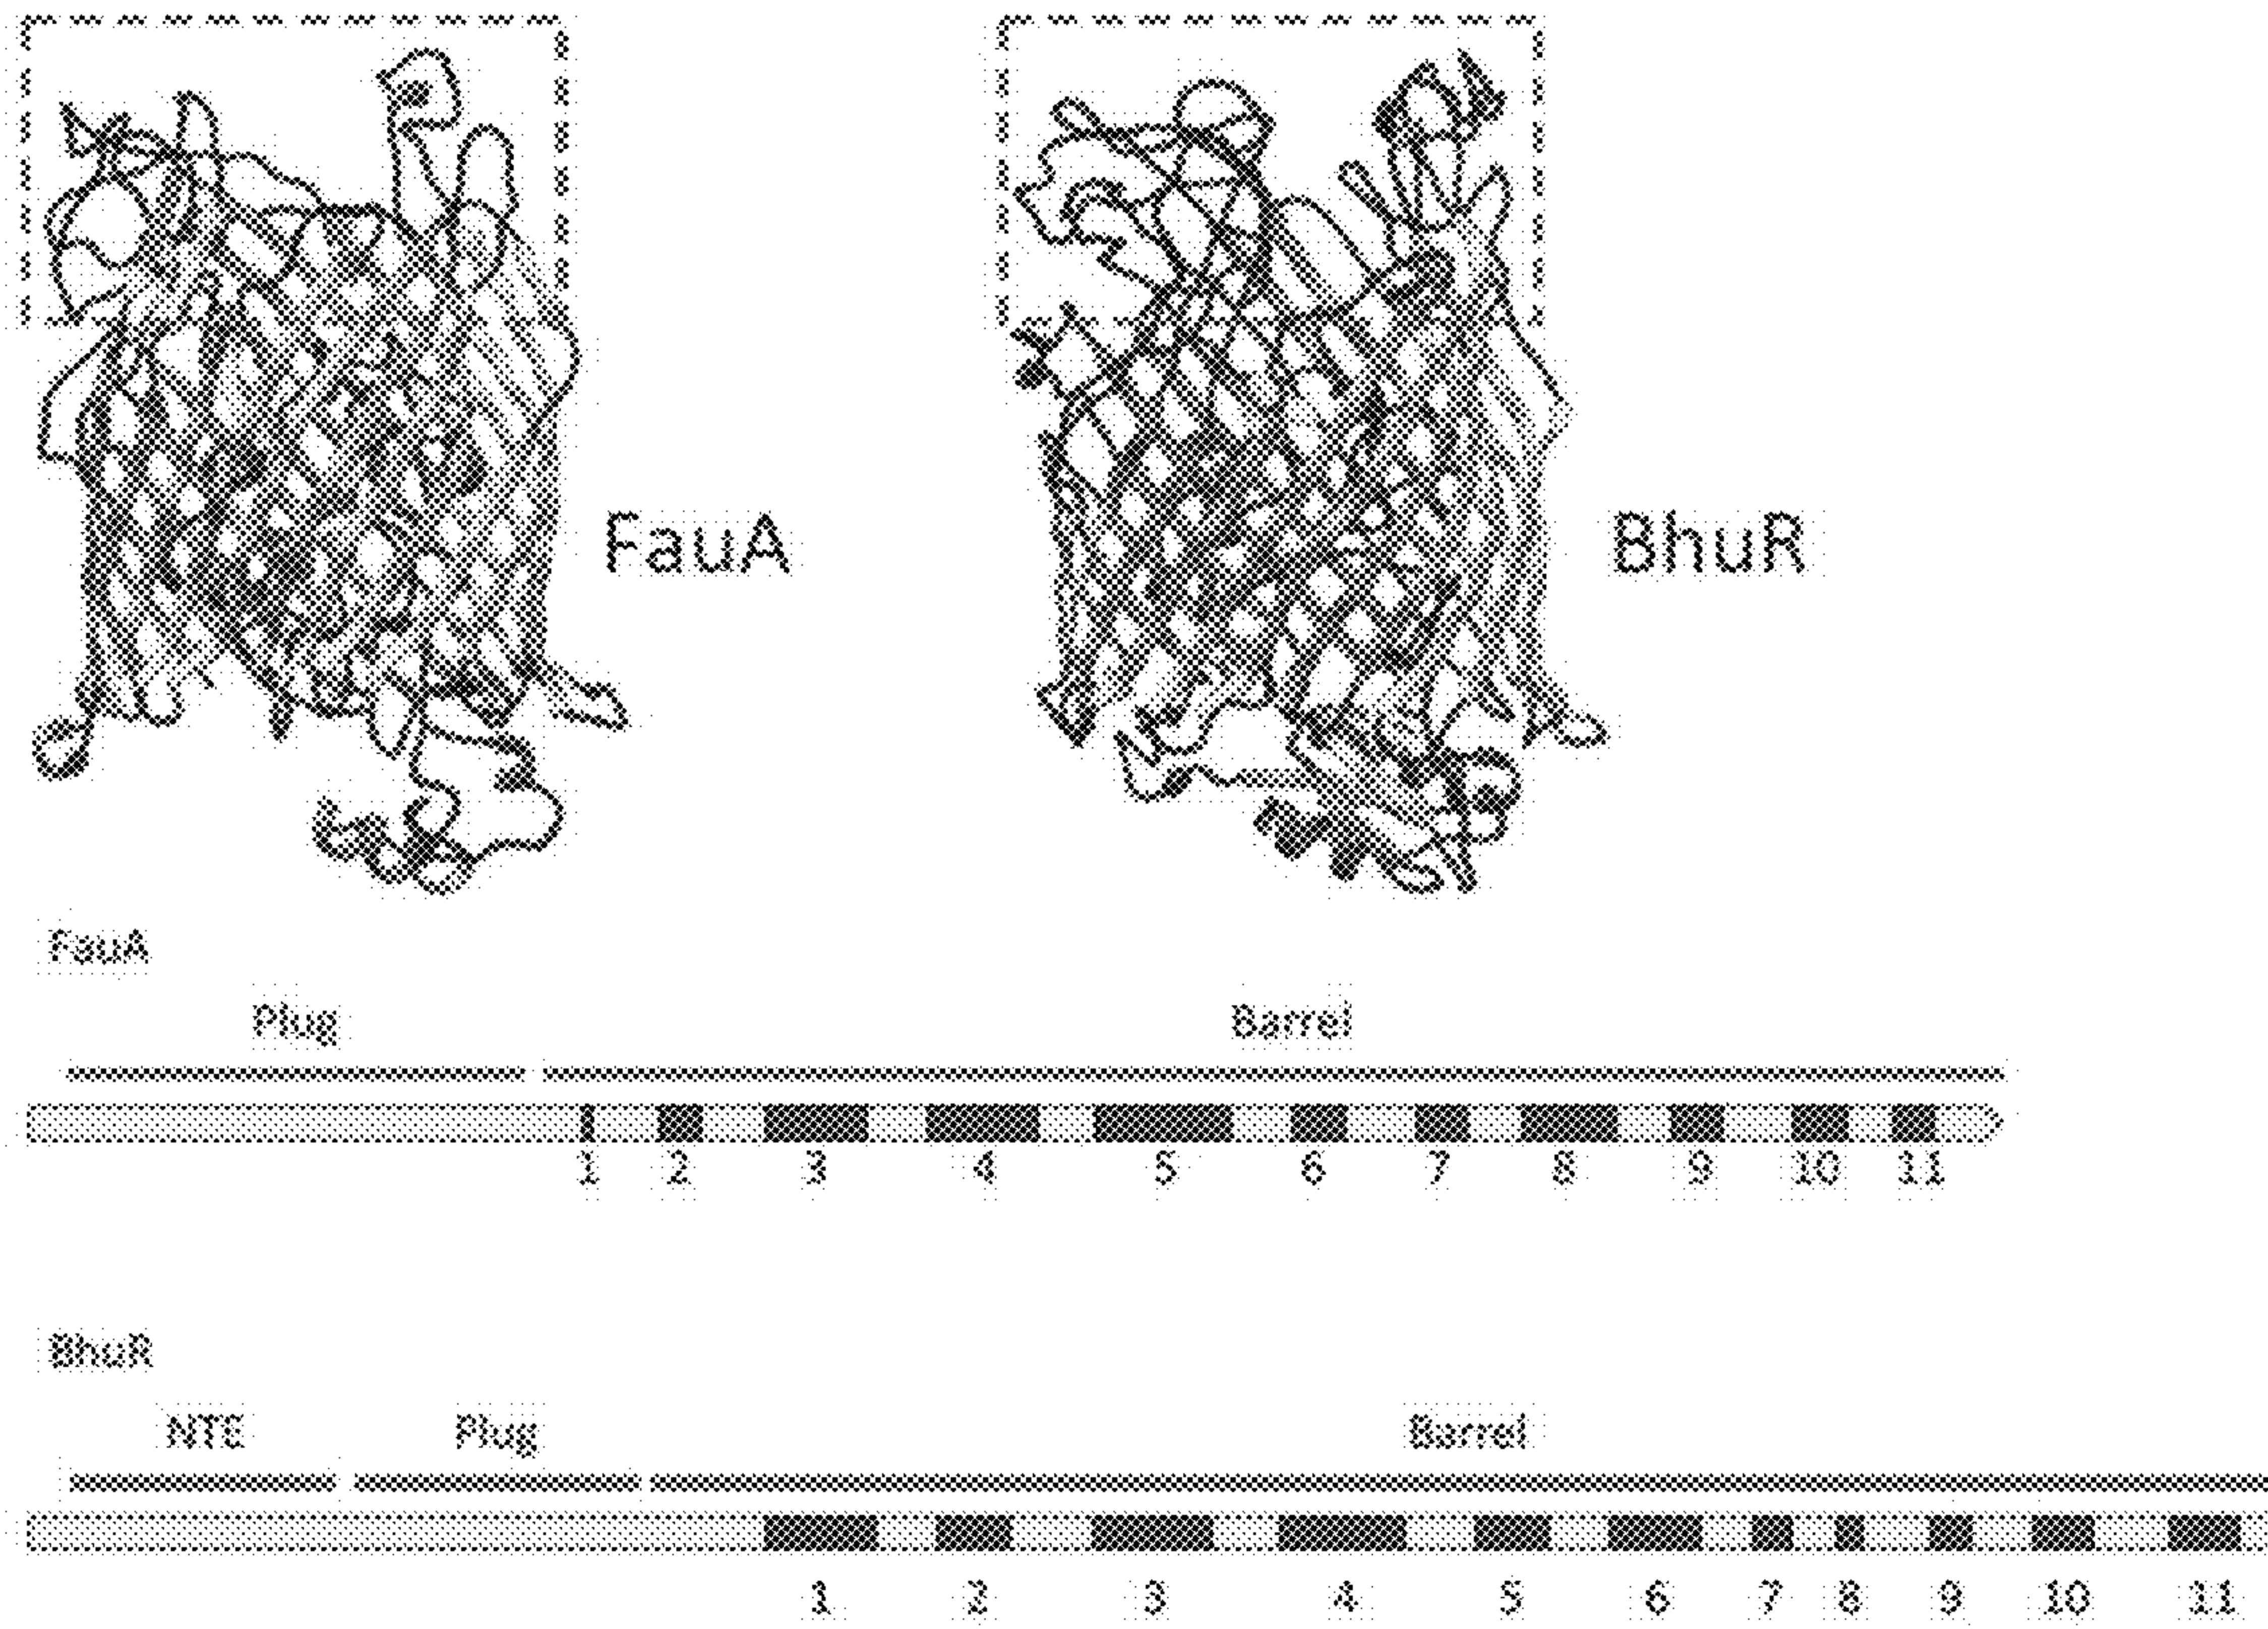 FauA BhuR
FauA
Plug Barrel
1 2 3 4 5 6 7 8 9 10 11
BhuR
NTE Plug Barrel
1 2 3 4 5 6 7 8 9 10 11